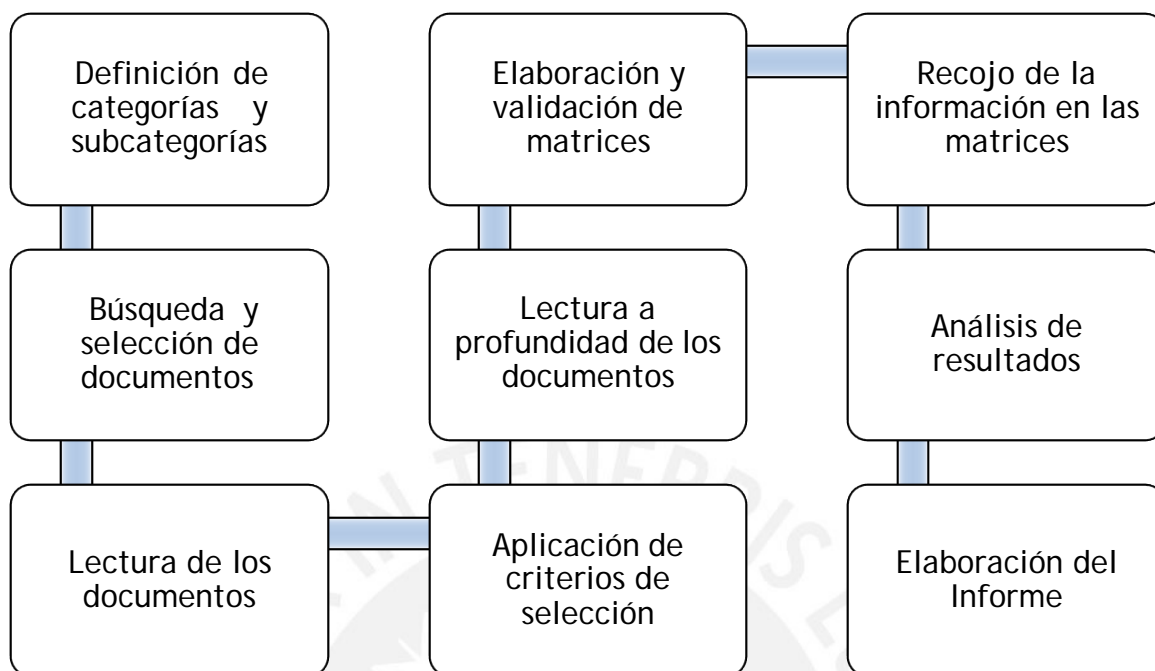 Definición de
categorías y
subcategorías
Búsqueda y
selección de
documentos
Lectura de los
documentos
Aplicación de
criterios de
selección
Lectura a
profundidad de los
documentos
Elaboración y
validación de
matrices
Recojo de la
información en las
matrices
Análisis de
resultados
Elaboración del
Informe
IN TENEBRIS